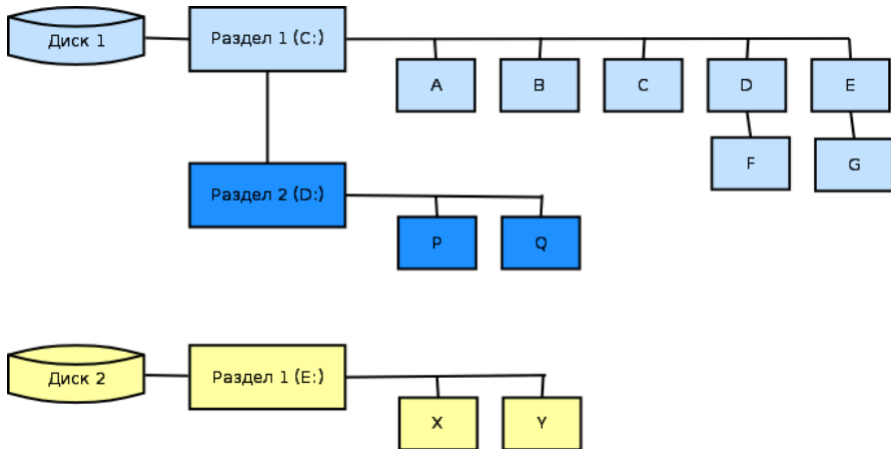 Диск 1
Раздел 1 (C:)
A
B
C
D
E
F
G
Раздел 2 (D:)
P
Q
Диск 2
Раздел 1 (E:)
X
Y